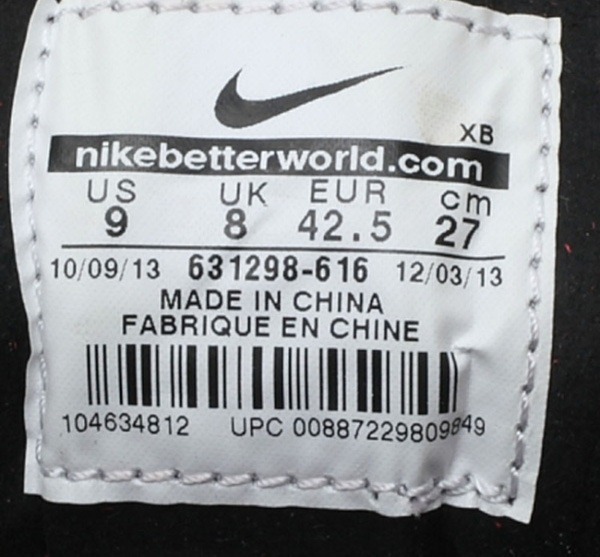 XB
nikebetterworld.com
US UK EUR cm
9 8 42.5 27
10/09/13 631298-616 12/03/13
MADE IN CHINA
FABRIQUE EN CHINE
104634812 UPC 00887229809849